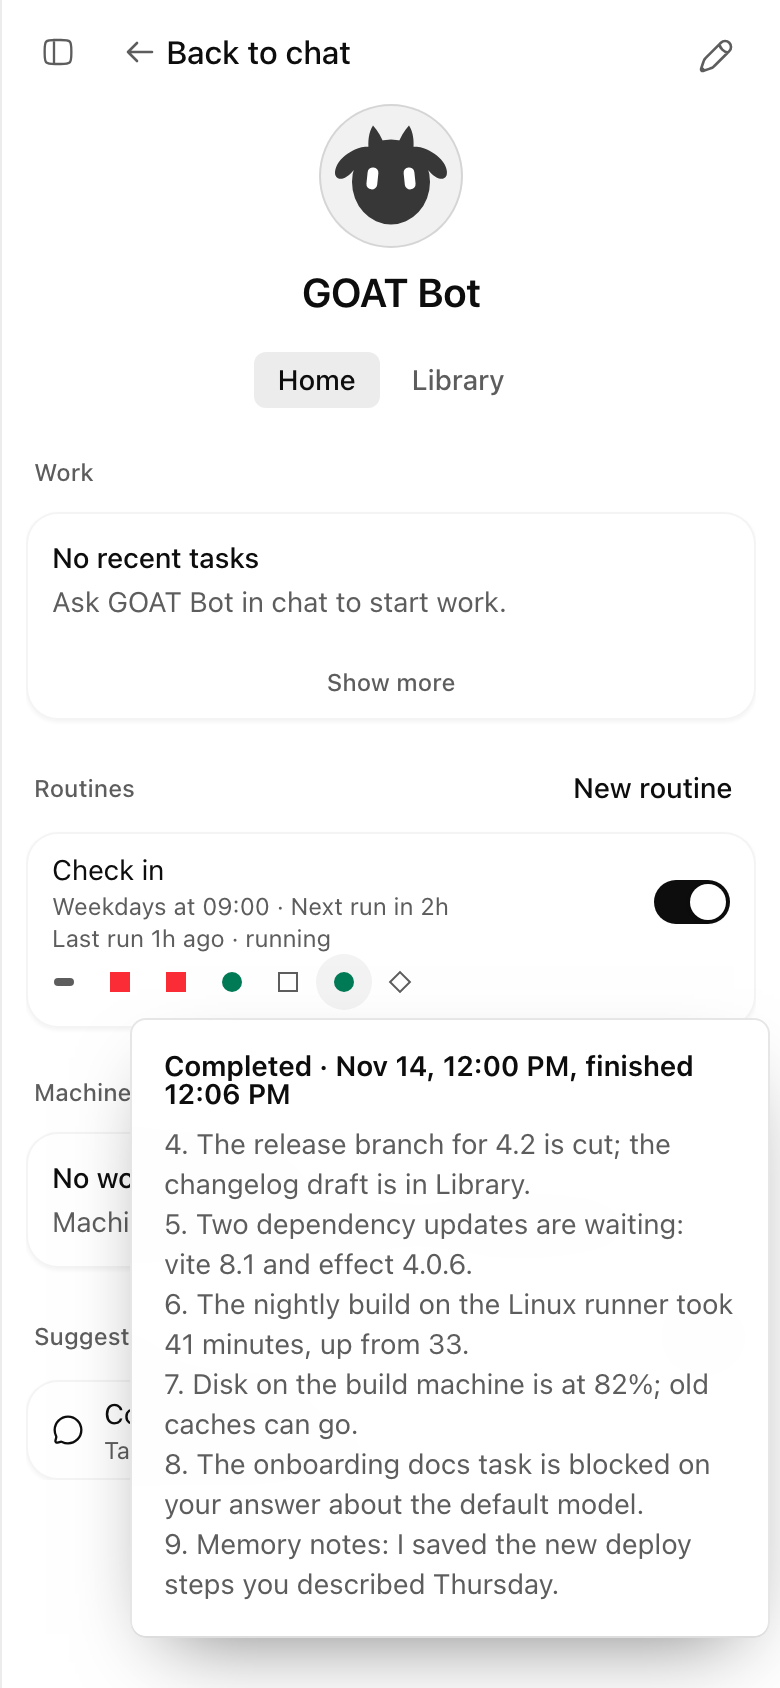 Back to chat
GOAT Bot
Home
Library
Work
No recent tasks
Ask GOAT Bot in chat to start work.
Show more
Routines
New routine
Check in
Weekdays at 09:00 · Next run in 2h
Last run 1h ago · running
Completed · Nov 14, 12:00 PM, finished
12:06 PM
4. The release branch for 4.2 is cut; the
changelog draft is in Library.
5. Two dependency updates are waiting:
vite 8.1 and effect 4.0.6.
6. The nightly build on the Linux runner took
41 minutes, up from 33.
7. Disk on the build machine is at 82%; old
caches can go.
8. The onboarding docs task is blocked on
your answer about the default model.
9. Memory notes: I saved the new deploy
steps you described Thursday.
Machine
No